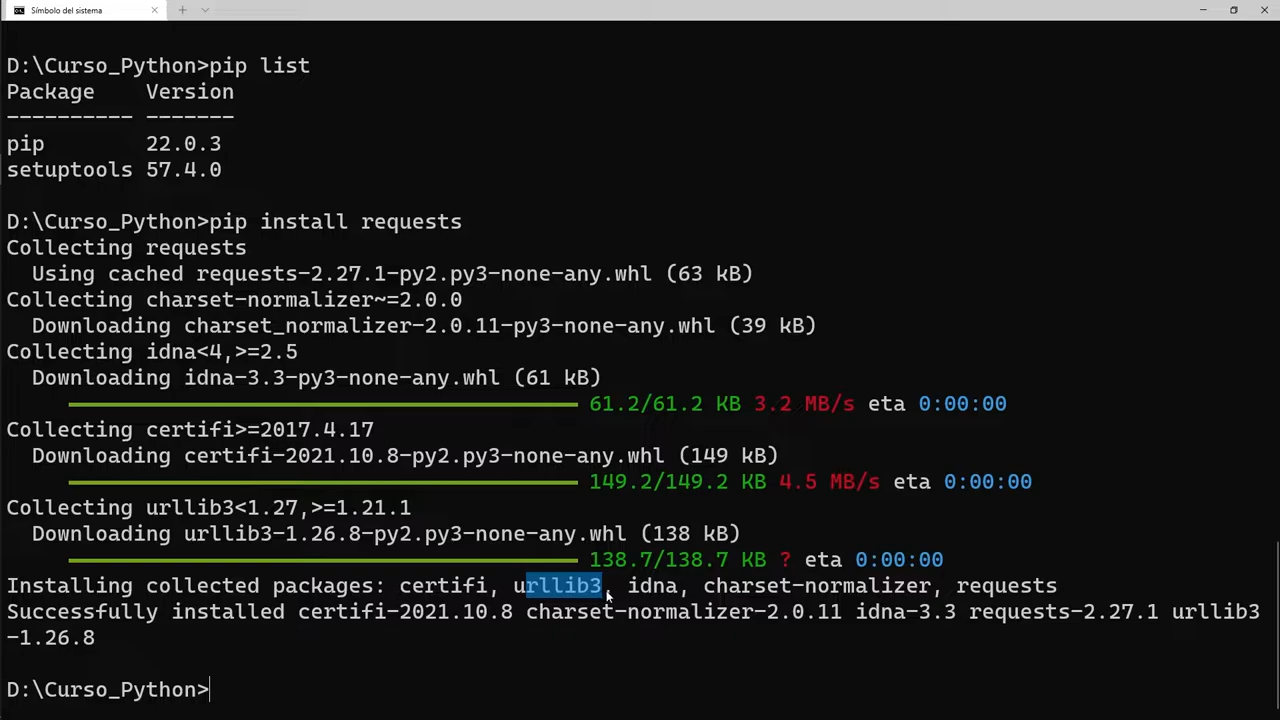 Símbolo del sistema
D:\Curso_Python>pip list
Package    Version
---------- -------
pip        22.0.3
setuptools 57.4.0
D:\Curso_Python>pip install requests
Collecting requests
  Using cached requests-2.27.1-py2.py3-none-any.whl (63 kB)
Collecting charset-normalizer~=2.0.0
  Downloading charset_normalizer-2.0.11-py3-none-any.whl (39 kB)
Collecting idna<4,>=2.5
  Downloading idna-3.3-py3-none-any.whl (61 kB)
61.2/61.2 KB 3.2 MB/s eta 0:00:00
Collecting certifi>=2017.4.17
  Downloading certifi-2021.10.8-py2.py3-none-any.whl (149 kB)
149.2/149.2 KB 4.5 MB/s eta 0:00:00
Collecting urllib3<1.27,>=1.21.1
  Downloading urllib3-1.26.8-py2.py3-none-any.whl (138 kB)
138.7/138.7 KB ? eta 0:00:00
Installing collected packages: certifi, urllib3, idna, charset-normalizer, requests
Successfully installed certifi-2021.10.8 charset-normalizer-2.0.11 idna-3.3 requests-2.27.1 urllib3
-1.26.8
D:\Curso_Python>